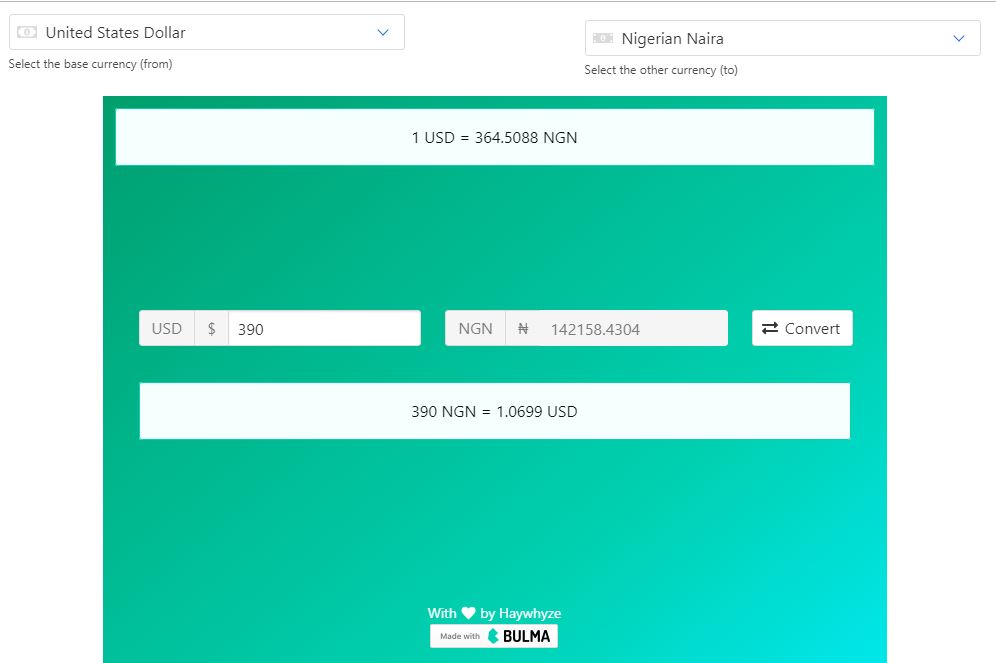 United States Dollar
Nigerian Naira
Select the base currency (from)
Select the other currency (to)
1 USD = 364.5088 NGN
USD $ 390 NGN ₦ 142158.4304 Convert
390 NGN = 1.0699 USD
With ♥ by Haywhyze
Made with BULMA